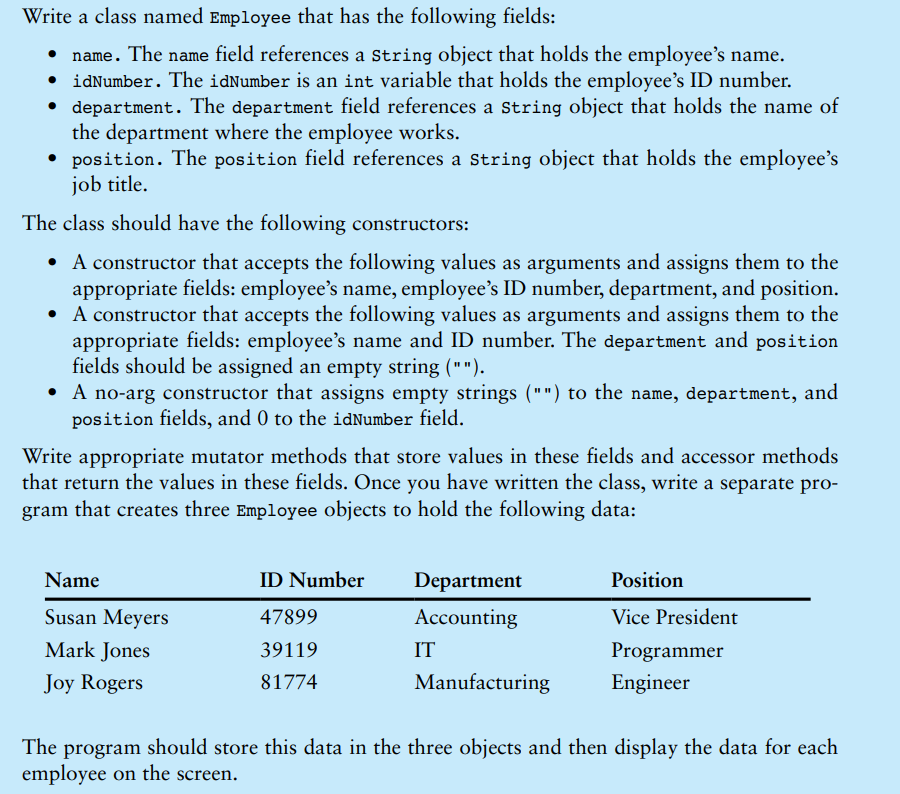 Write a class named Employee that has the following fields:
• name. The name field references a String object that holds the employee’s name.
• idNumber. The idNumber is an int variable that holds the employee’s ID number.
• department. The department field references a String object that holds the name of
the department where the employee works.
• position. The position field references a String object that holds the employee’s
job title.
The class should have the following constructors:
• A constructor that accepts the following values as arguments and assigns them to the
appropriate fields: employee’s name, employee’s ID number, department, and position.
• A constructor that accepts the following values as arguments and assigns them to the
appropriate fields: employee’s name and ID number. The department and position
fields should be assigned an empty string ("").
• A no-arg constructor that assigns empty strings ("") to the name, department, and
position fields, and 0 to the idNumber field.
Write appropriate mutator methods that store values in these fields and accessor methods
that return the values in these fields. Once you have written the class, write a separate pro-
gram that creates three Employee objects to hold the following data:
Name ID Number Department Position
Susan Meyers 47899 Accounting Vice President
Mark Jones 39119 IT Programmer
Joy Rogers 81774 Manufacturing Engineer
The program should store this data in the three objects and then display the data for each
employee on the screen.